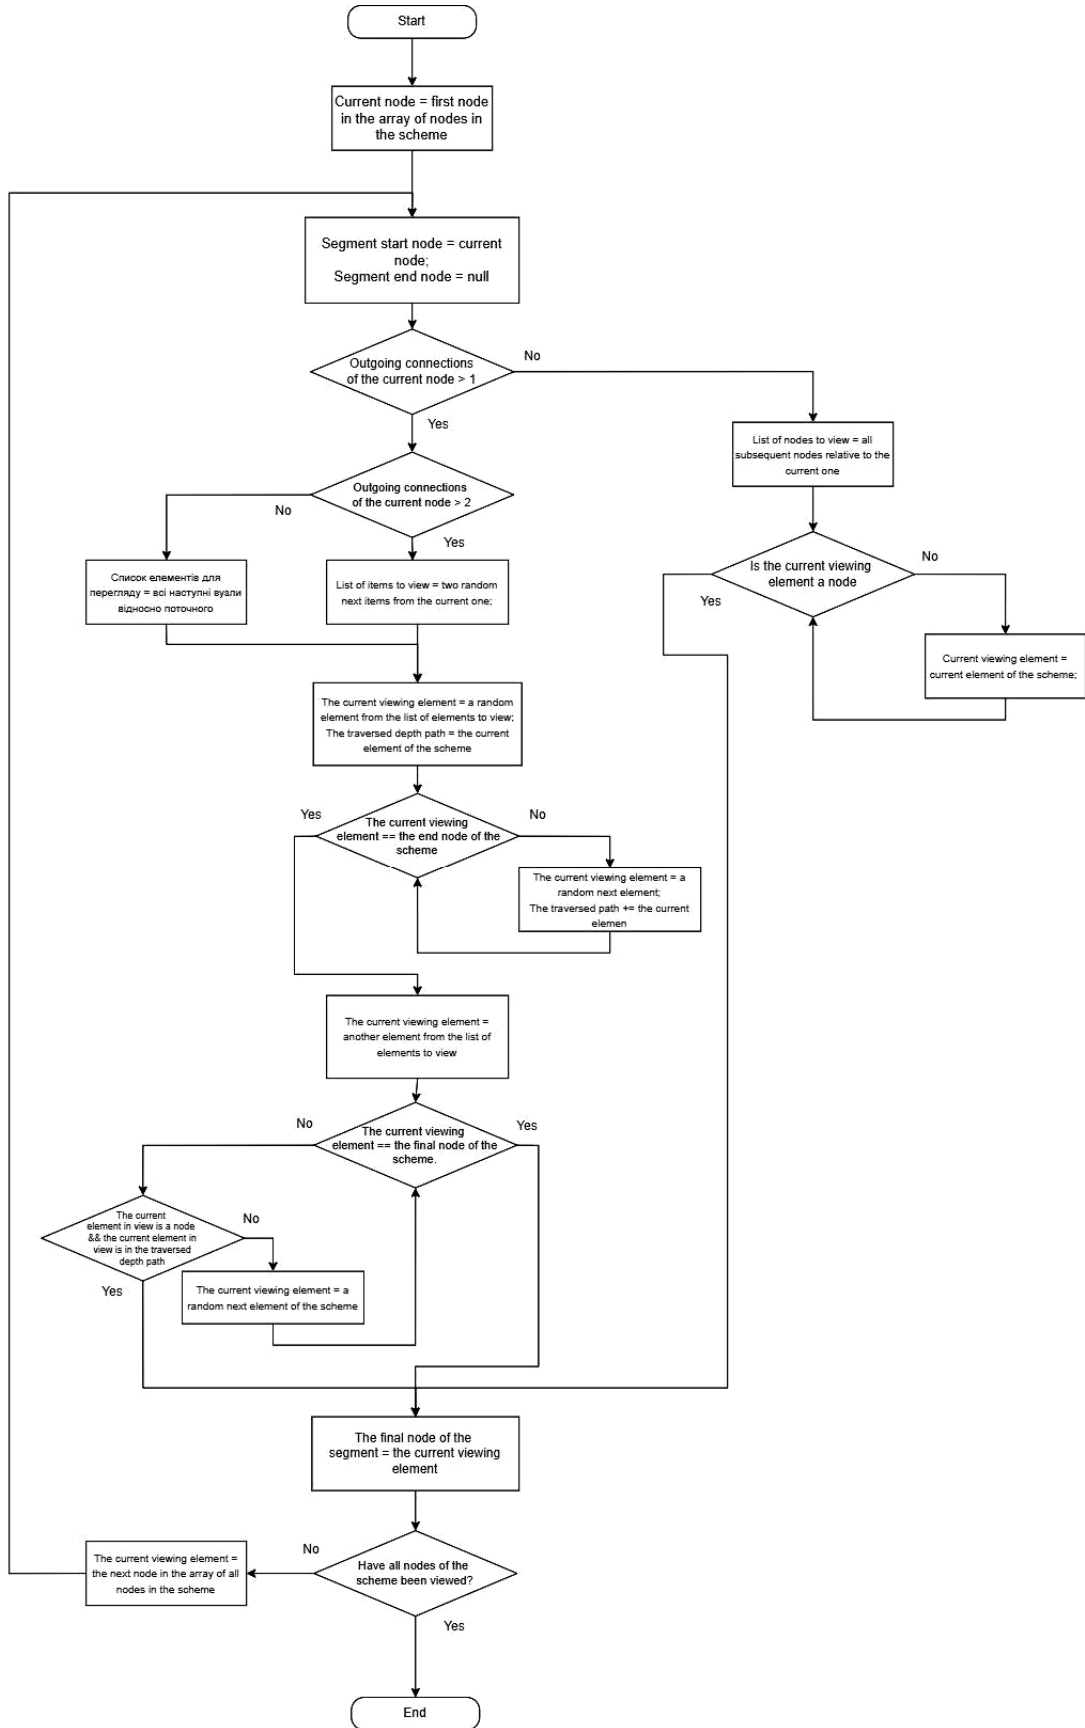 Start
Current node = first node
in the array of nodes in
the scheme
Segment start node = current
node;
Segment end node = null
Outgoing connections
of the current node > 1
No
Yes
List of nodes to view = all
subsequent nodes relative to the
current one
Outgoing connections
of the current node > 2
No
Yes
Is the current viewing
element a node
No
Yes
Список елементів для
перегляду = всі наступні вузли
відносно поточного
List of items to view = two random
next items from the current one;
Current viewing element =
current element of the scheme;
The current viewing element = a random
element from the list of elements to view;
The traversed depth path = the current
element of the scheme
Yes
No
The current viewing
element == the end node of the
scheme
The current viewing element = a
random next element;
The traversed path += the current
elemen
The current viewing element =
another element from the list of
elements to view
No
Yes
The current viewing
element == the final node of the
scheme.
The current
element in view is a node
&& the current element in
view is in the traversed
depth path
No
Yes
The current viewing element = a
random next element of the scheme
The final node of the
segment = the current viewing
element
No
Have all nodes of the
scheme been viewed?
The current viewing element =
the next node in the array of all
nodes in the scheme
Yes
End